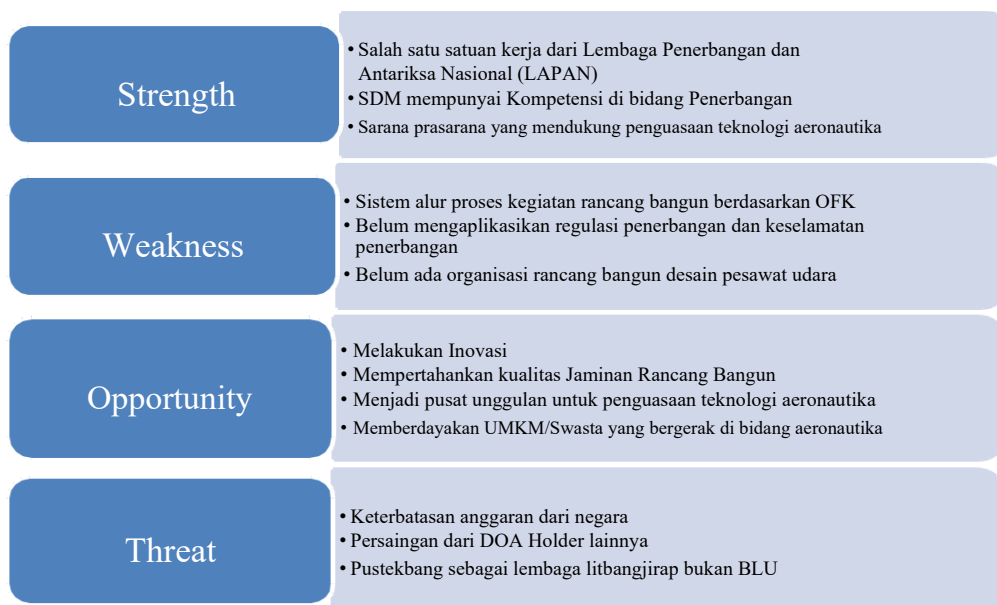 Strength
• Salah satu satuan kerja dari Lembaga Penerbangan dan
Antariksa Nasional (LAPAN)
• SDM mempunyai Kompetensi di bidang Penerbangan
• Sarana prasarana yang mendukung penguasaan teknologi aeronautika
Weakness
• Sistem alur proses kegiatan rancang bangun berdasarkan OFK
• Belum mengaplikasikan regulasi penerbangan dan keselamatan
penerbangan
• Belum ada organisasi rancang bangun desain pesawat udara
Opportunity
• Melakukan Inovasi
• Mempertahankan kualitas Jaminan Rancang Bangun
• Menjadi pusat unggulan untuk penguasaan teknologi aeronautika
• Memberdayakan UMKM/Swasta yang bergerak di bidang aeronautika
Threat
• Keterbatasan anggaran dari negara
• Persaingan dari DOA Holder lainnya
• Pustekbang sebagai lembaga litbangjirap bukan BLU